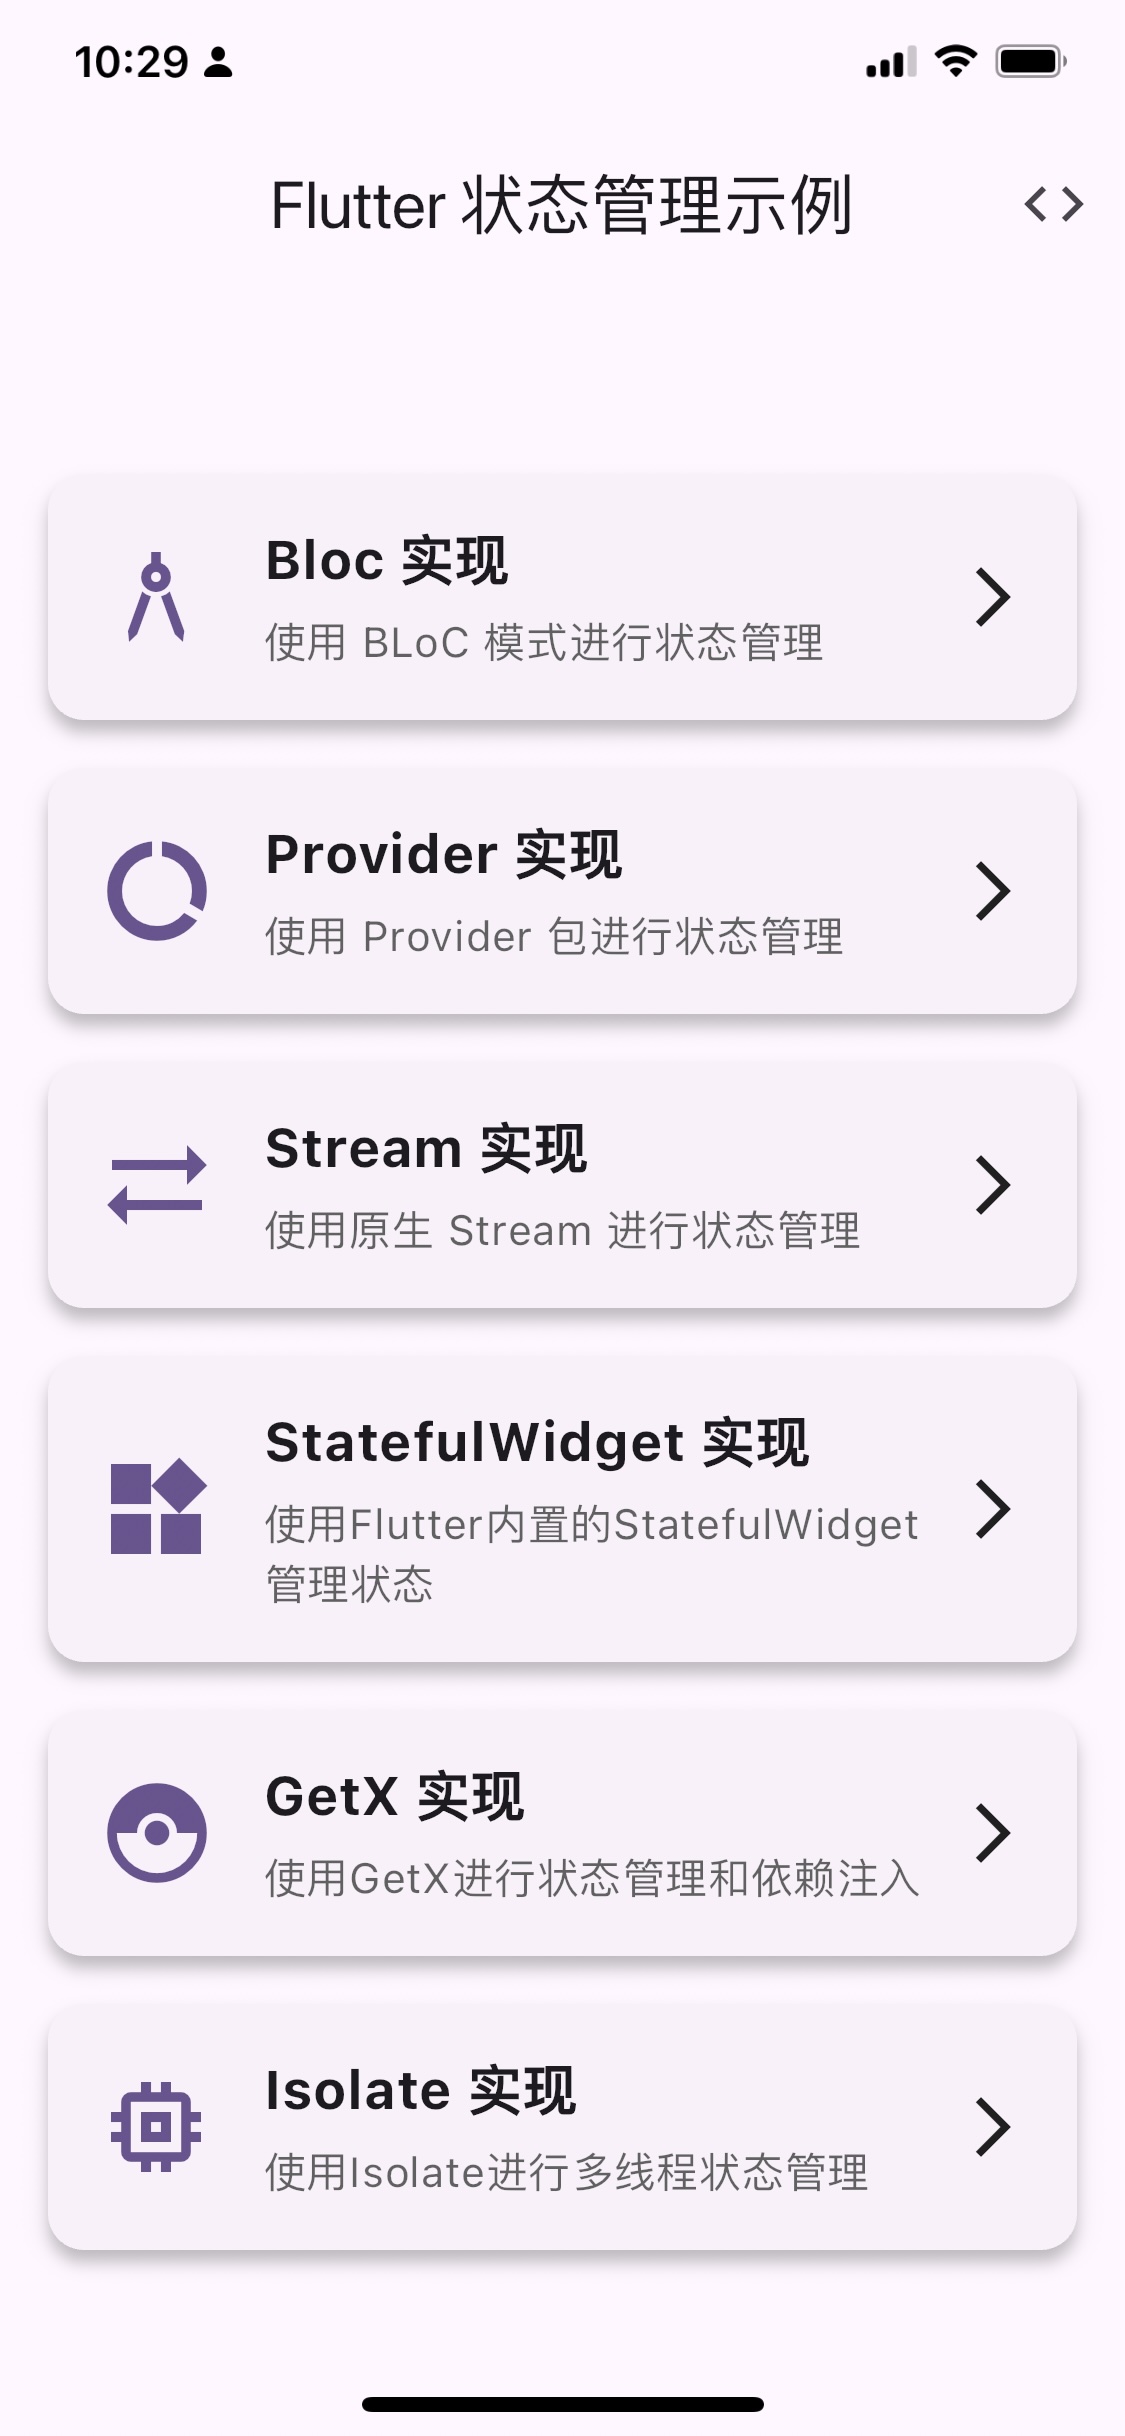 10:29
Flutter 状态管理示例
Bloc 实现
使用 BLoC 模式进行状态管理
Provider 实现
使用 Provider 包进行状态管理
Stream 实现
使用原生 Stream 进行状态管理
StatefulWidget 实现
使用Flutter内置的StatefulWidget
管理状态
GetX 实现
使用GetX进行状态管理和依赖注入
Isolate 实现
使用Isolate进行多线程状态管理